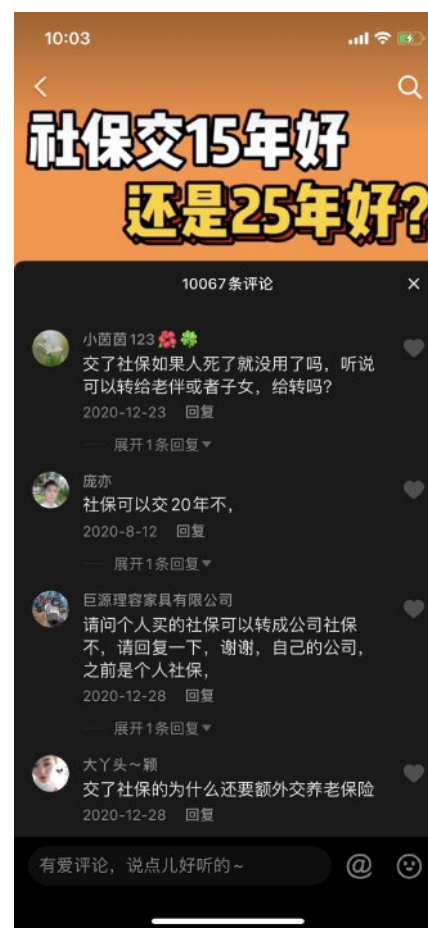 10:03
社保交15年好
还是25年好?
10067条评论
小茵茵123🌺🍀
交了社保如果人死了就没用了吗，听说
可以转给老伴或者子女，给转吗?
2020-12-23 回复
展开1条回复
庞亦
社保可以交20年不，
2020-8-12 回复
展开1条回复
巨源理容家具有限公司
请问个人买的社保可以转成公司社保
不，请回复一下，谢谢，自己的公司，
之前是个人社保，
2020-12-28 回复
展开1条回复
大丫头～颖
交了社保的为什么还要额外交养老保险
2020-12-28 回复
有爱评论，说点儿好听的~ @